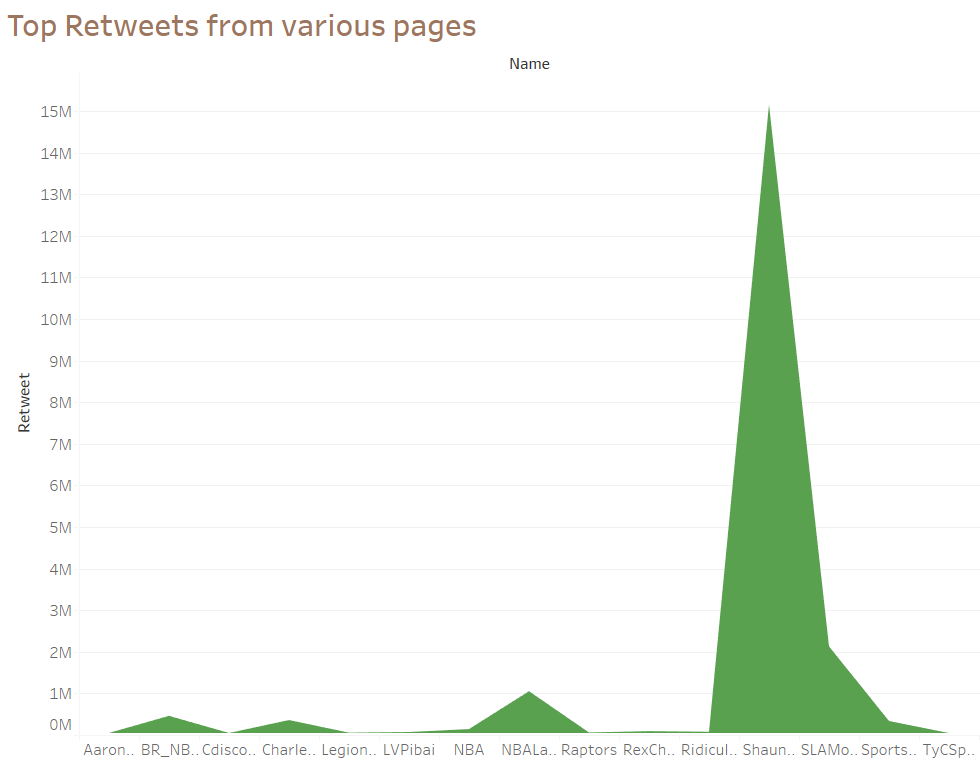 Top Retweets from various pages
Name
15M
14M
13M
12M
11M
10M
9M
8M
7M
6M
5M
4M
3M
2M
1M
0M
Retweet
Aaron.. BR_NB.. Cdisco.. Charle.. Legion.. LVPibai NBA NBALa.. Raptors RexCh.. Ridicul.. Shaun.. SLAMo.. Sports.. TyCSp..